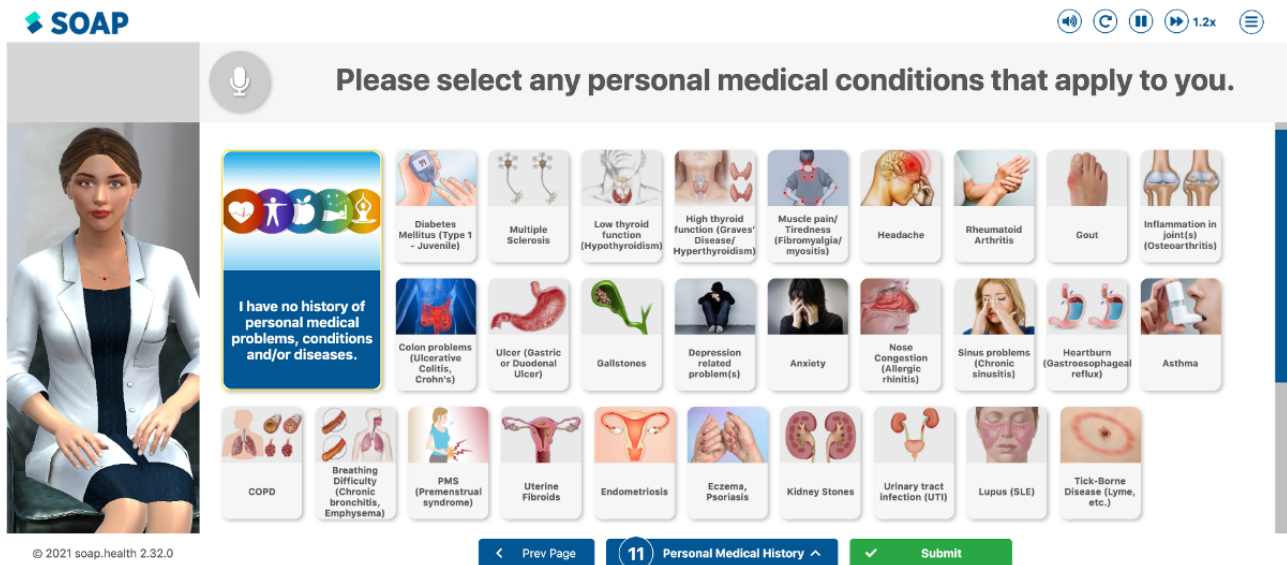 SOAP
1.2x
Please select any personal medical conditions that apply to you.
I have no history of
personal medical
problems, conditions
and/or diseases.
Diabetes
Mellitus (Type 1
- Juvenile)
Multiple
Sclerosis
Low thyroid
function
(Hypothyroidism)
High thyroid
function (Graves'
Disease/
Hyperthyroidism)
Muscle pain/
Tiredness
(Fibromyalgia/
myositis)
Headache
Rheumatoid
Arthritis
Gout
Inflammation in
joint(s)
(Osteoarthritis)
Colon problems
(Ulcerative
Colitis,
Crohn's)
Ulcer (Gastric
or Duodenal
Ulcer)
Gallstones
Depression
related
problem(s)
Anxiety
Nose
Congestion
(Allergic
rhinitis)
Sinus problems
(Chronic
sinusitis)
Heartburn
(Gastroesophageal
reflux)
Asthma
COPD
Breathing
Difficulty
(Chronic
bronchitis,
Emphysema)
PMS
(Premenstrual
syndrome)
Uterine
Fibroids
Endometriosis
Eczema,
Psoriasis
Kidney Stones
Urinary tract
infection (UTI)
Lupus (SLE)
Tick-Borne
Disease (Lyme,
etc.)
© 2021 soap.health 2.32.0
Prev Page
11 Personal Medical History
Submit